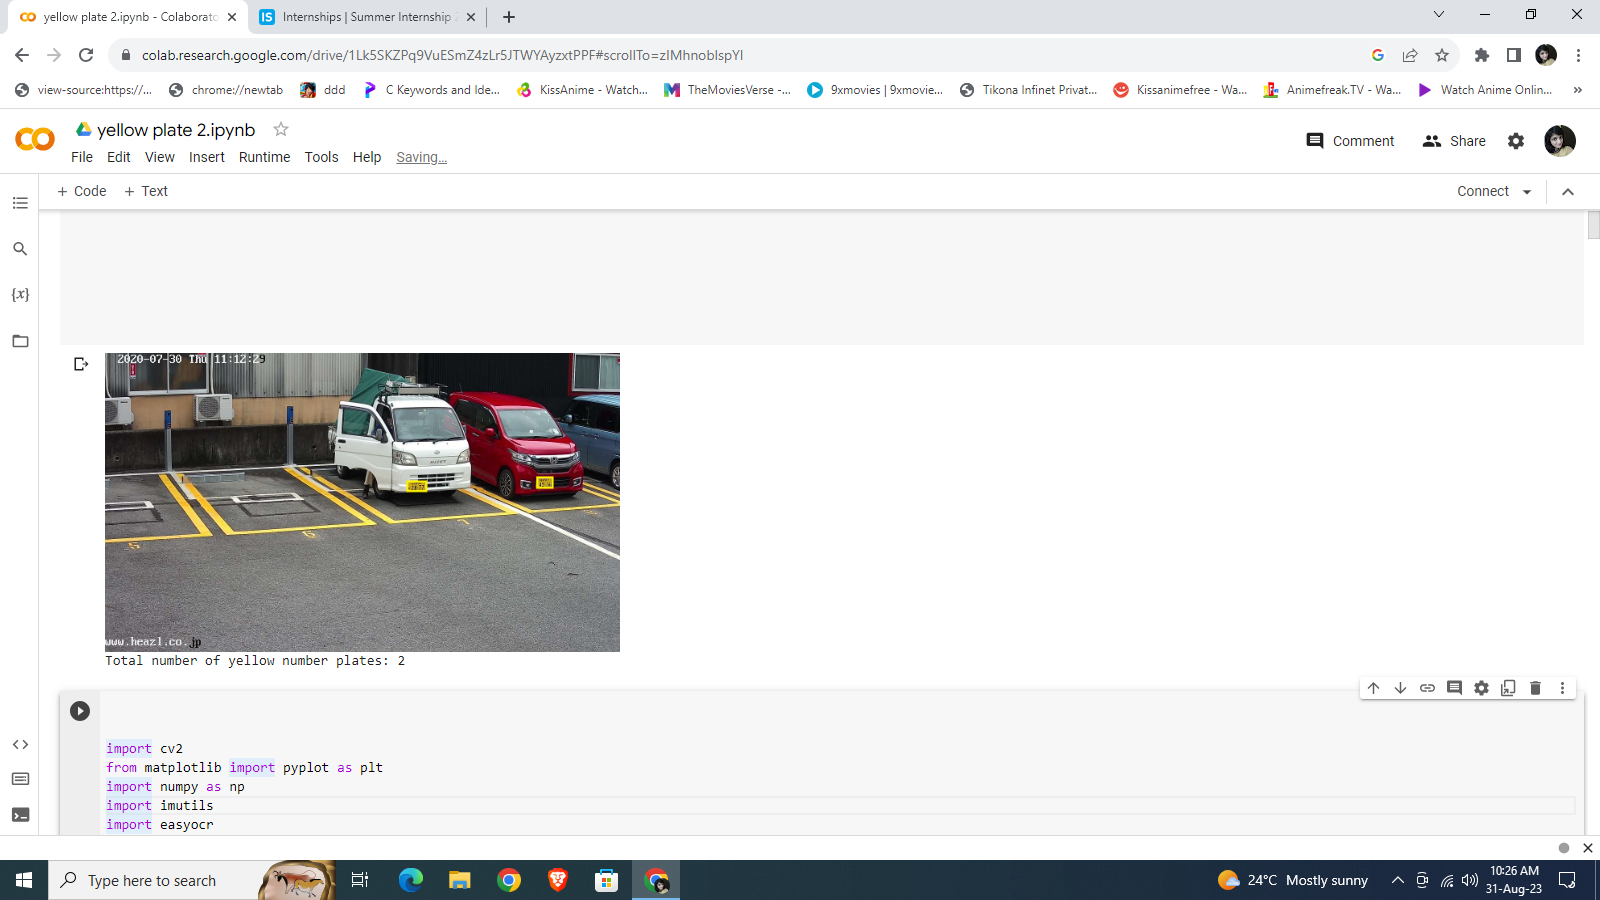 yellow plate 2.ipynb - Colaborato
Internships | Summer Internship
colab.research.google.com/drive/1Lk5SKZPq9VuESmZ4zLr5JTWYAyzxtPPF#scrollTo=zIMhnobIspYI
view-source:https://...
chrome://newtab
ddd
C Keywords and Ide...
KissAnime - Watch...
TheMoviesVerse -...
9xmovies | 9xmovie...
Tikona Infinet Privat...
Kissanimefree - Wa...
Animefreak.TV - Wa...
Watch Anime Onlin...
»
CO
yellow plate 2.ipynb
Comment
Share
File Edit View Insert Runtime Tools Help Saving...
+ Code + Text
Connect
{x}
2020-07-30 Thu 11:12:29
5
6
7
www.heazl.co.jp
Total number of yellow number plates: 2
import cv2
from matplotlib import pyplot as plt
import numpy as np
import imutils
import easyocr
Type here to search
24°C Mostly sunny
10:26 AM
31-Aug-23